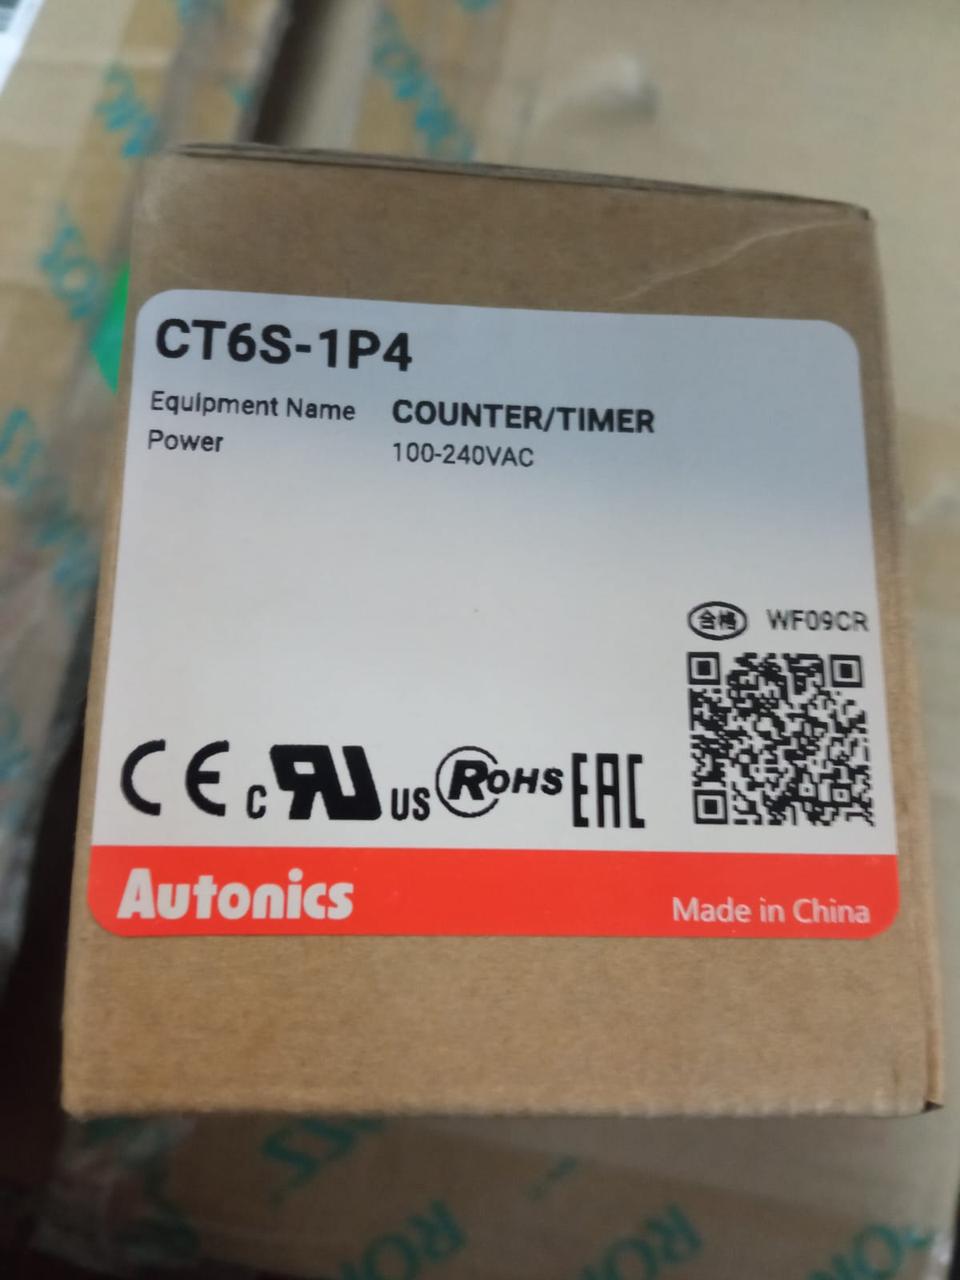 CT6S-1P4
Equipment Name COUNTER/TIMER
Power 100-240VAC
合格 WF09CR
CE c RU US RoHS EAC
Autonics
Made in China